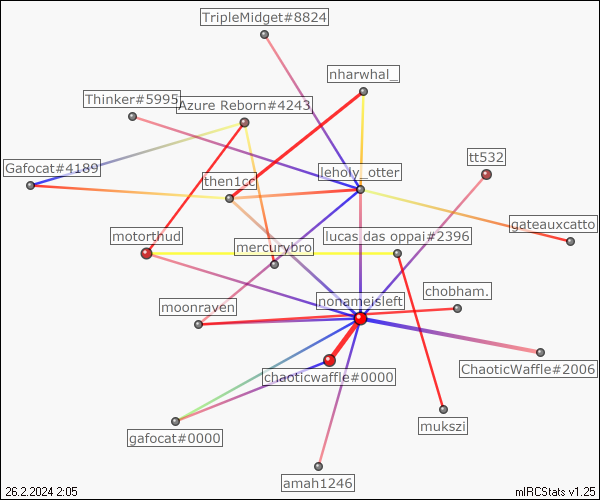 TripleMidget#8824
nharwhal_
Thinker#5995
Azure Reborn#4243
tt532
Gafocat#4189
then1cc
leholy_otter
gateauxcatto
motorthud
lucas das oppai#2396
mercurybro
chobham.
nonameisleft
moonraven
ChaoticWaffle#2006
chaoticwaffle#0000
mukszi
gafocat#0000
amah1246
26.2.2024 2:05
mIRCStats v1.25